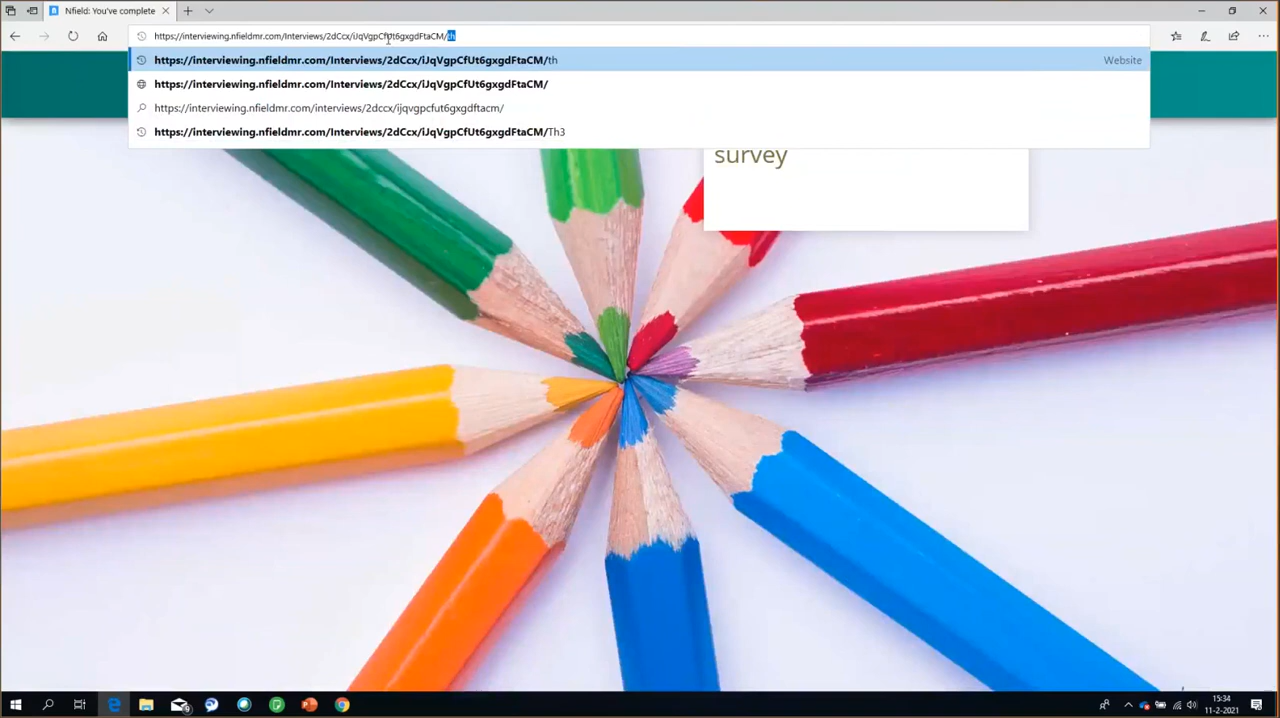 Nfield: You've complete
https://interviewing.nfieldmr.com/Interviews/2dCcx/iJqVgpCfUt6gxgdFtaCM/th
https://interviewing.nfieldmr.com/Interviews/2dCcx/iJqVgpCfUt6gxgdFtaCM/th Website
https://interviewing.nfieldmr.com/Interviews/2dCcx/iJqVgpCfUt6gxgdFtaCM/
https://interviewing.nfieldmr.com/interviews/2dccx/ijqvgpcfut6gxgdftacm/
https://interviewing.nfieldmr.com/Interviews/2dCcx/iJqVgpCfUt6gxgdFtaCM/Th3
survey
15:34
11-2-2021